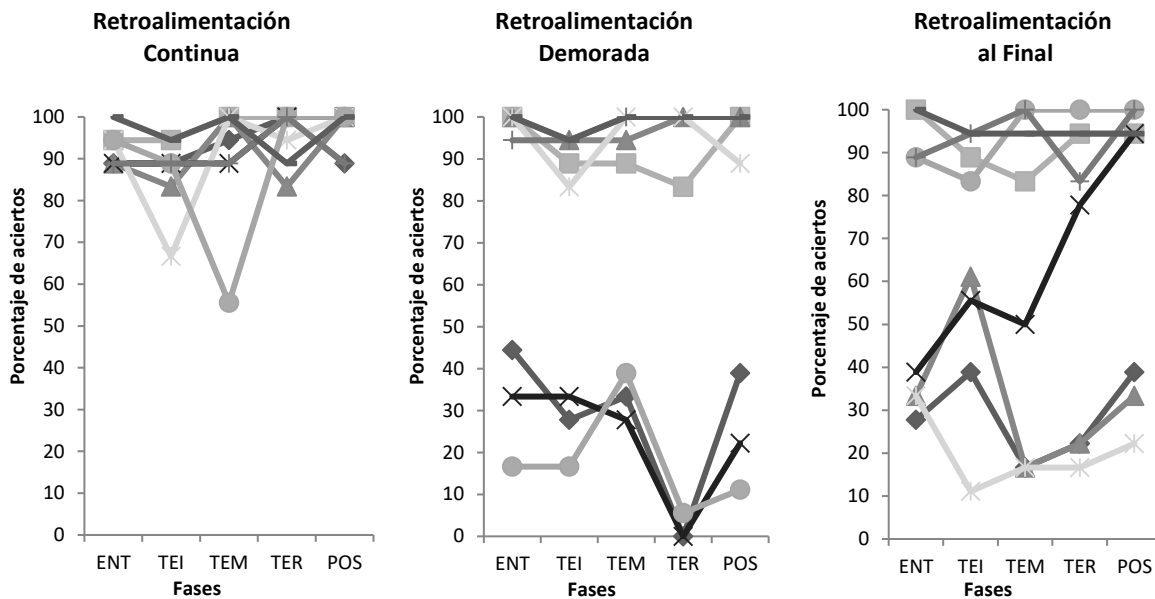 Retroalimentación
Continua
Porcentaje de aciertos
100
90
80
70
60
50
40
30
20
10
0
ENT TEI TEM TER POS
Fases
Retroalimentación
Demorada
Porcentaje de aciertos
100
90
80
70
60
50
40
30
20
10
0
ENT TEI TEM TER POS
Fases
Retroalimentación
al Final
Porcentaje de aciertos
100
90
80
70
60
50
40
30
20
10
0
ENT TEI TEM TER POS
Fases